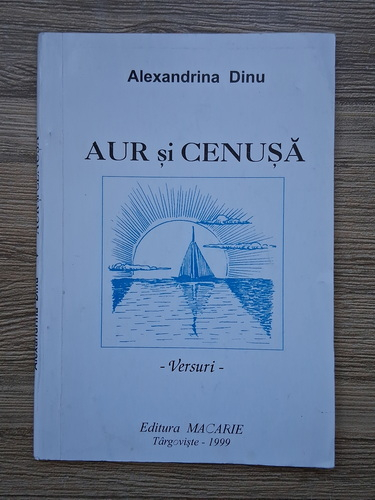 Alexandrina Dinu
AUR și CENUȘĂ
- Versuri -
Editura MACARIE
Târgoviște - 1999